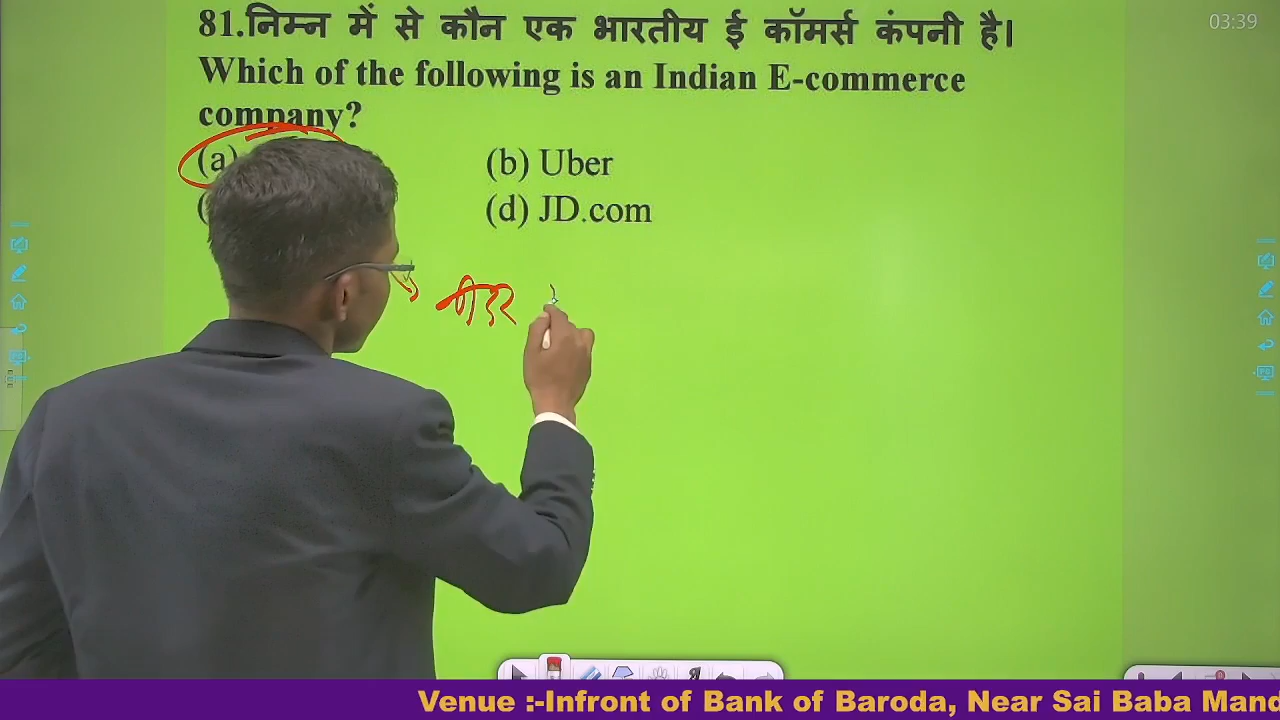 03:39
81.निम्न में से कौन एक भारतीय ई कॉमर्स कंपनी है।
Which of the following is an Indian E-commerce
company?
(a)
(b) Uber
(d) JD.com
Venue :-Infront of Bank of Baroda, Near Sai Baba